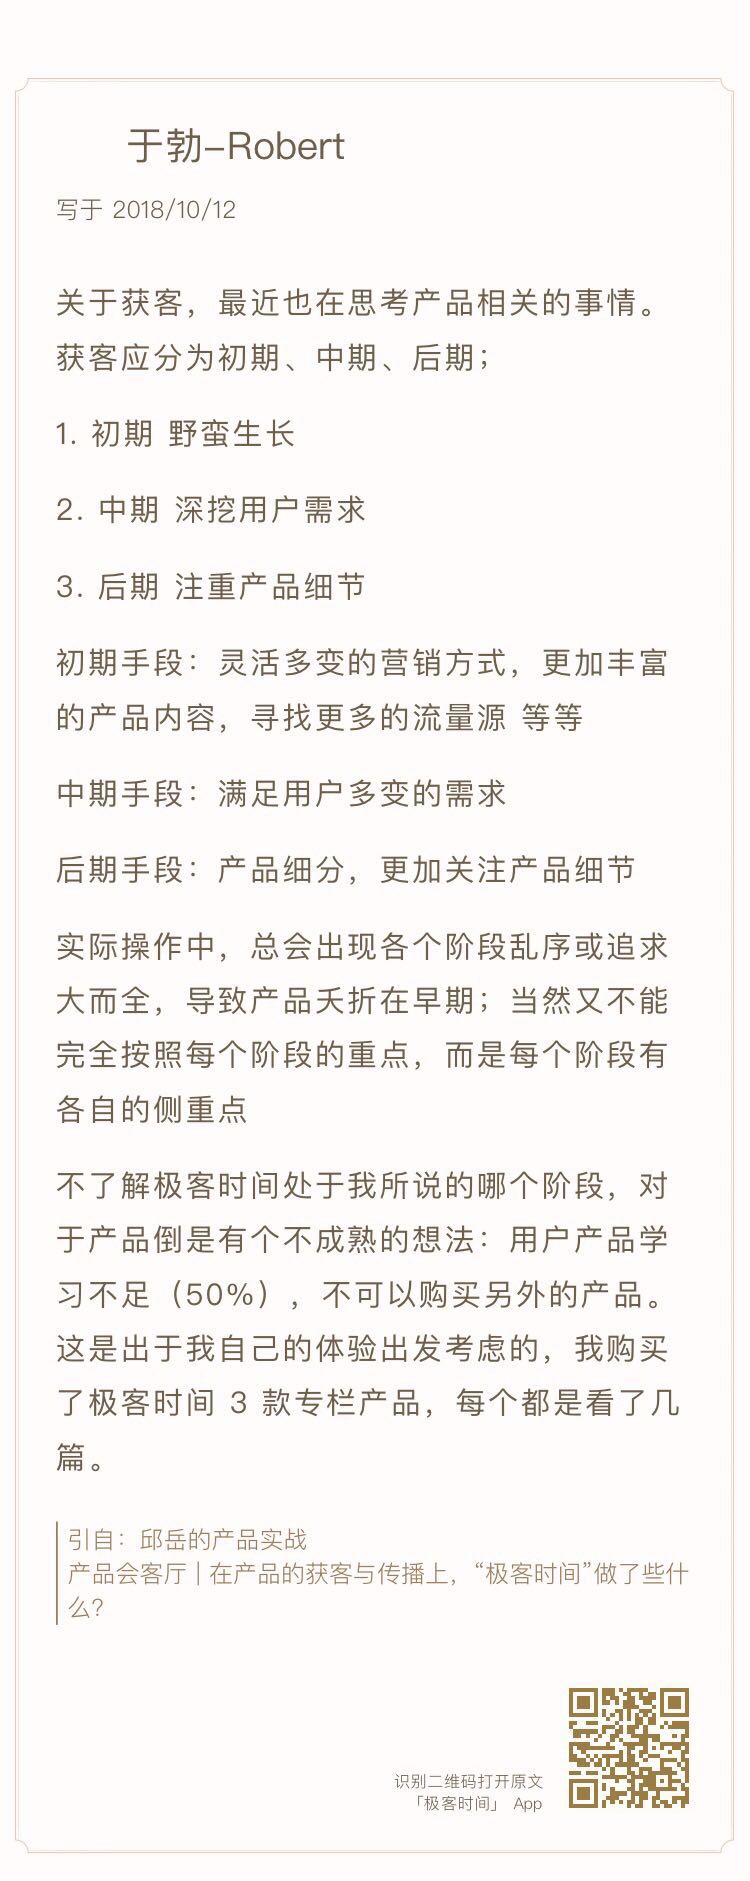 于勃-Robert
写于 2018/10/12
关于获客，最近也在思考产品相关的事情。
获客应分为初期、中期、后期；
1. 初期 野蛮生长
2. 中期 深挖用户需求
3. 后期 注重产品细节
初期手段：灵活多变的营销方式，更加丰富
的产品内容，寻找更多的流量源 等等
中期手段：满足用户多变的需求
后期手段：产品细分，更加关注产品细节
实际操作中，总会出现各个阶段乱序或追求
大而全，导致产品夭折在早期；当然又不能
完全按照每个阶段的重点，而是每个阶段有
各自的侧重点
不了解极客时间处于我所说的哪个阶段，对
于产品倒是有个不成熟的想法：用户产品学
习不足（50%），不可以购买另外的产品。
这是出于我自己的体验出发考虑的，我购买
了极客时间 3 款专栏产品，每个都是看了几
篇。
引自：邱岳的产品实战
产品会客厅 | 在产品的获客与传播上，“极客时间”做了些什
么？
识别二维码打开原文
「极客时间」 App